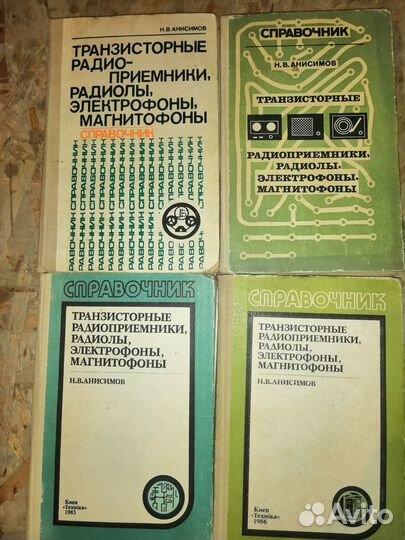 Н.В.АНИСИМОВ
ТРАНЗИСТОРНЫЕ
РАДИО-
ПРИЕМНИКИ,
РАДИОЛЫ,
ЭЛЕКТРОФОНЫ,
МАГНИТОФОНЫ
СПРАВОЧНИК
СПРАВОЧНИК
Н.В.АНИСИМОВ
ТРАНЗИСТОРНЫЕ
РАДИОПРИЕМНИКИ,
РАДИОЛЫ,
ЭЛЕКТРОФОНЫ,
МАГНИТОФОНЫ
СПРАВОЧНИК
ТРАНЗИСТОРНЫЕ
РАДИОПРИЕМНИКИ,
РАДИОЛЫ,
ЭЛЕКТРОФОНЫ,
МАГНИТОФОНЫ
Н.В.АНИСИМОВ
Киев
«Техніка»
1983
СПРАВОЧНИК
ТРАНЗИСТОРНЫЕ
РАДИОПРИЕМНИКИ,
РАДИОЛЫ,
ЭЛЕКТРОФОНЫ,
МАГНИТОФОНЫ
Н.В.АНИСИМОВ
Киев
«Техніка»
1986
Avito